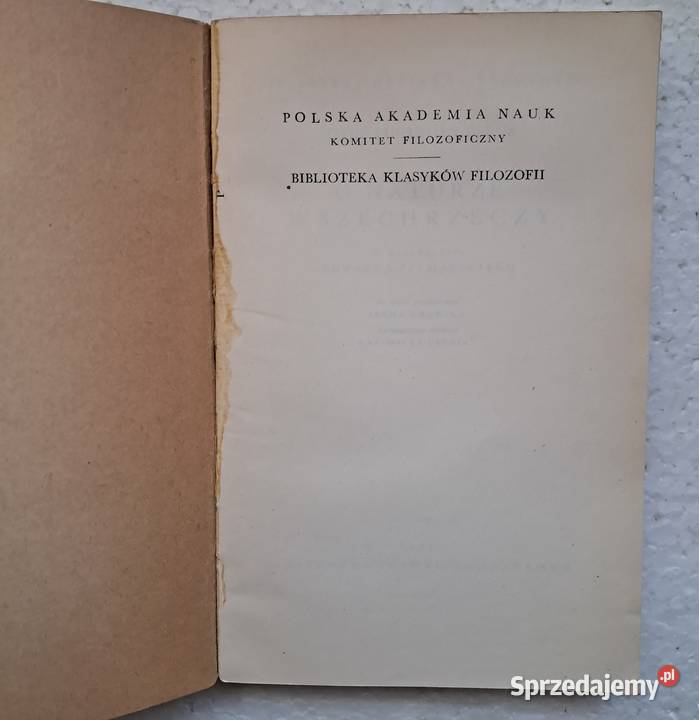 POLSKA AKADEMIA NAUK
KOMITET FILOZOFICZNY
BIBLIOTEKA KLASYKÓW FILOZOFII
Sprzedajemy.pl